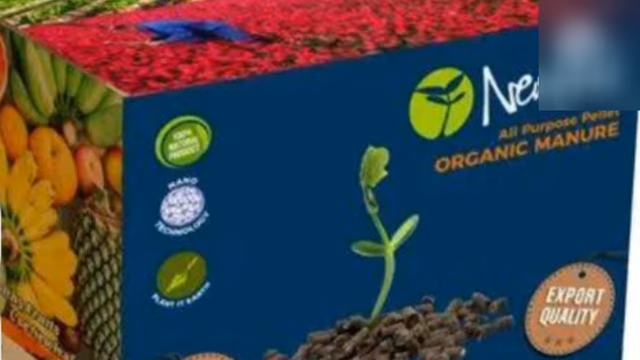 100%
NATURAL
PRODUCT
NANO
TECHNOLOGY
PLANT IT EARTH
All Purpose Pellet
ORGANIC MANURE
EXPORT
QUALITY